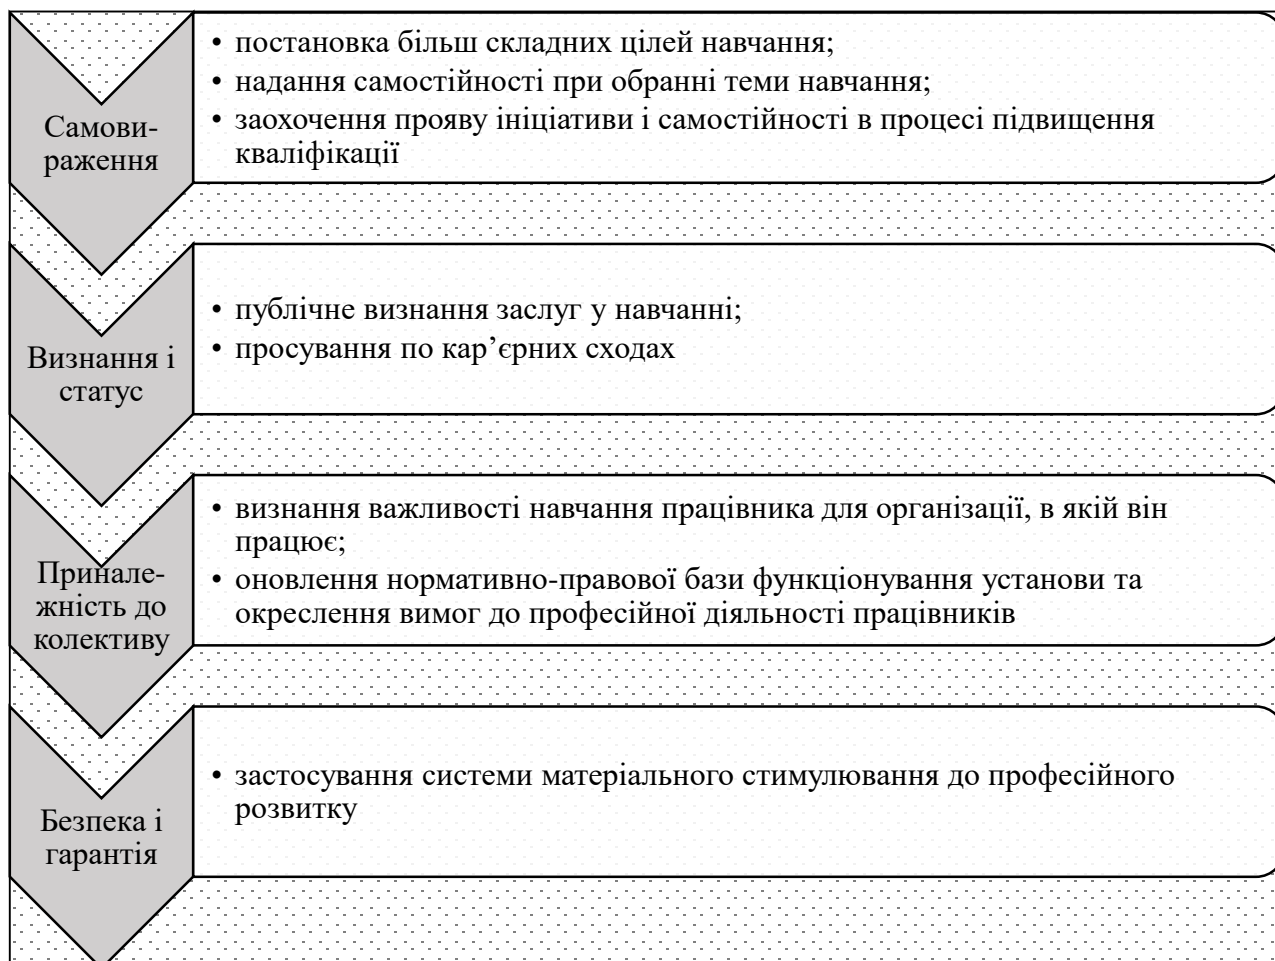 Самови-
раження
• постановка більш складних цілей навчання;
• надання самостійності при обранні теми навчання;
• заохочення прояву ініціативи і самостійності в процесі підвищення
кваліфікації
Визнання і
статус
• публічне визнання заслуг у навчанні;
• просування по кар’єрних сходах
Принале-
жність до
колективу
• визнання важливості навчання працівника для організації, в якій він
працює;
• оновлення нормативно-правової бази функціонування установи та
окреслення вимог до професійної діяльності працівників
Безпека і
гарантія
• застосування системи матеріального стимулювання до професійного
розвитку